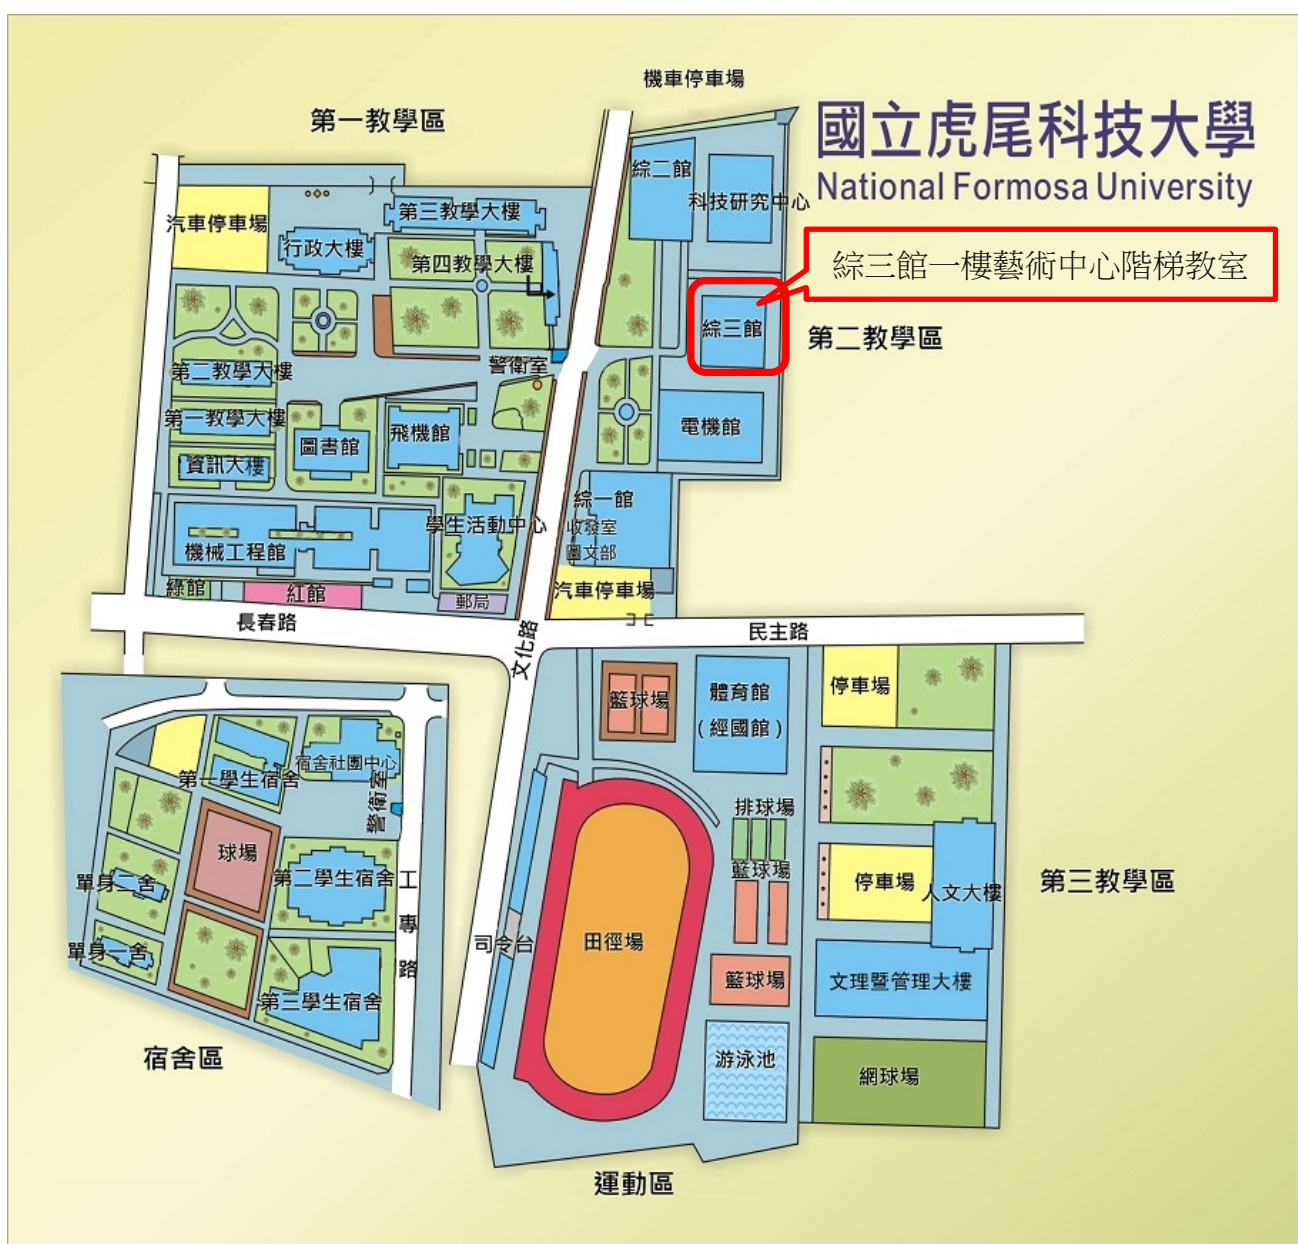 機車停車場
第一教學區
國立虎尾科技大學
National Formosa University
綜二館
科技研究中心
汽車停車場
第三教學大樓
行政大樓
第四教學大樓
綜三館一樓藝術中心階梯教室
綜三館
第二教學區
警衛室
第二教學大樓
第一教學大樓
飛機館
電機館
圖書館
資訊大樓
綜一館
收發室
圖文部
學生活動中心
機械工程館
綠館
紅館
郵局
汽車停車場
長春路
文化路
民主路
籃球場
體育館
(經國館)
停車場
宿舍社團中心
第一學生宿舍
警衛室
排球場
球場
籃球場
第二學生宿舍
單身二舍
工專路
停車場
人文大樓
第三教學區
單身一舍
司令台
田徑場
籃球場
文理暨管理大樓
第三學生宿舍
宿舍區
游泳池
網球場
運動區